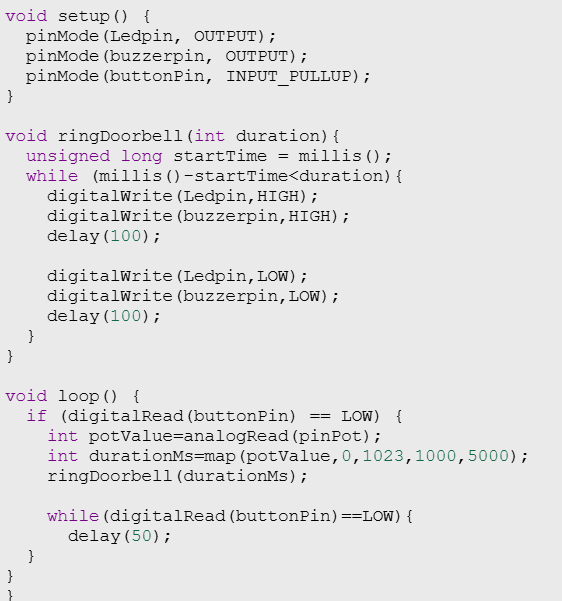 void setup() {
  pinMode(Ledpin, OUTPUT);
  pinMode(buzzerpin, OUTPUT);
  pinMode(buttonPin, INPUT_PULLUP);
}

void ringDoorbell(int duration){
  unsigned long startTime = millis();
  while (millis()-startTime<duration){
    digitalWrite(Ledpin,HIGH);
    digitalWrite(buzzerpin,HIGH);
    delay(100);

    digitalWrite(Ledpin,LOW);
    digitalWrite(buzzerpin,LOW);
    delay(100);
  }
}

void loop() {
  if (digitalRead(buttonPin) == LOW) {
    int potValue=analogRead(pinPot);
    int durationMs=map(potValue,0,1023,1000,5000);
    ringDoorbell(durationMs);

    while(digitalRead(buttonPin)==LOW){
      delay(50);
  }
}
}